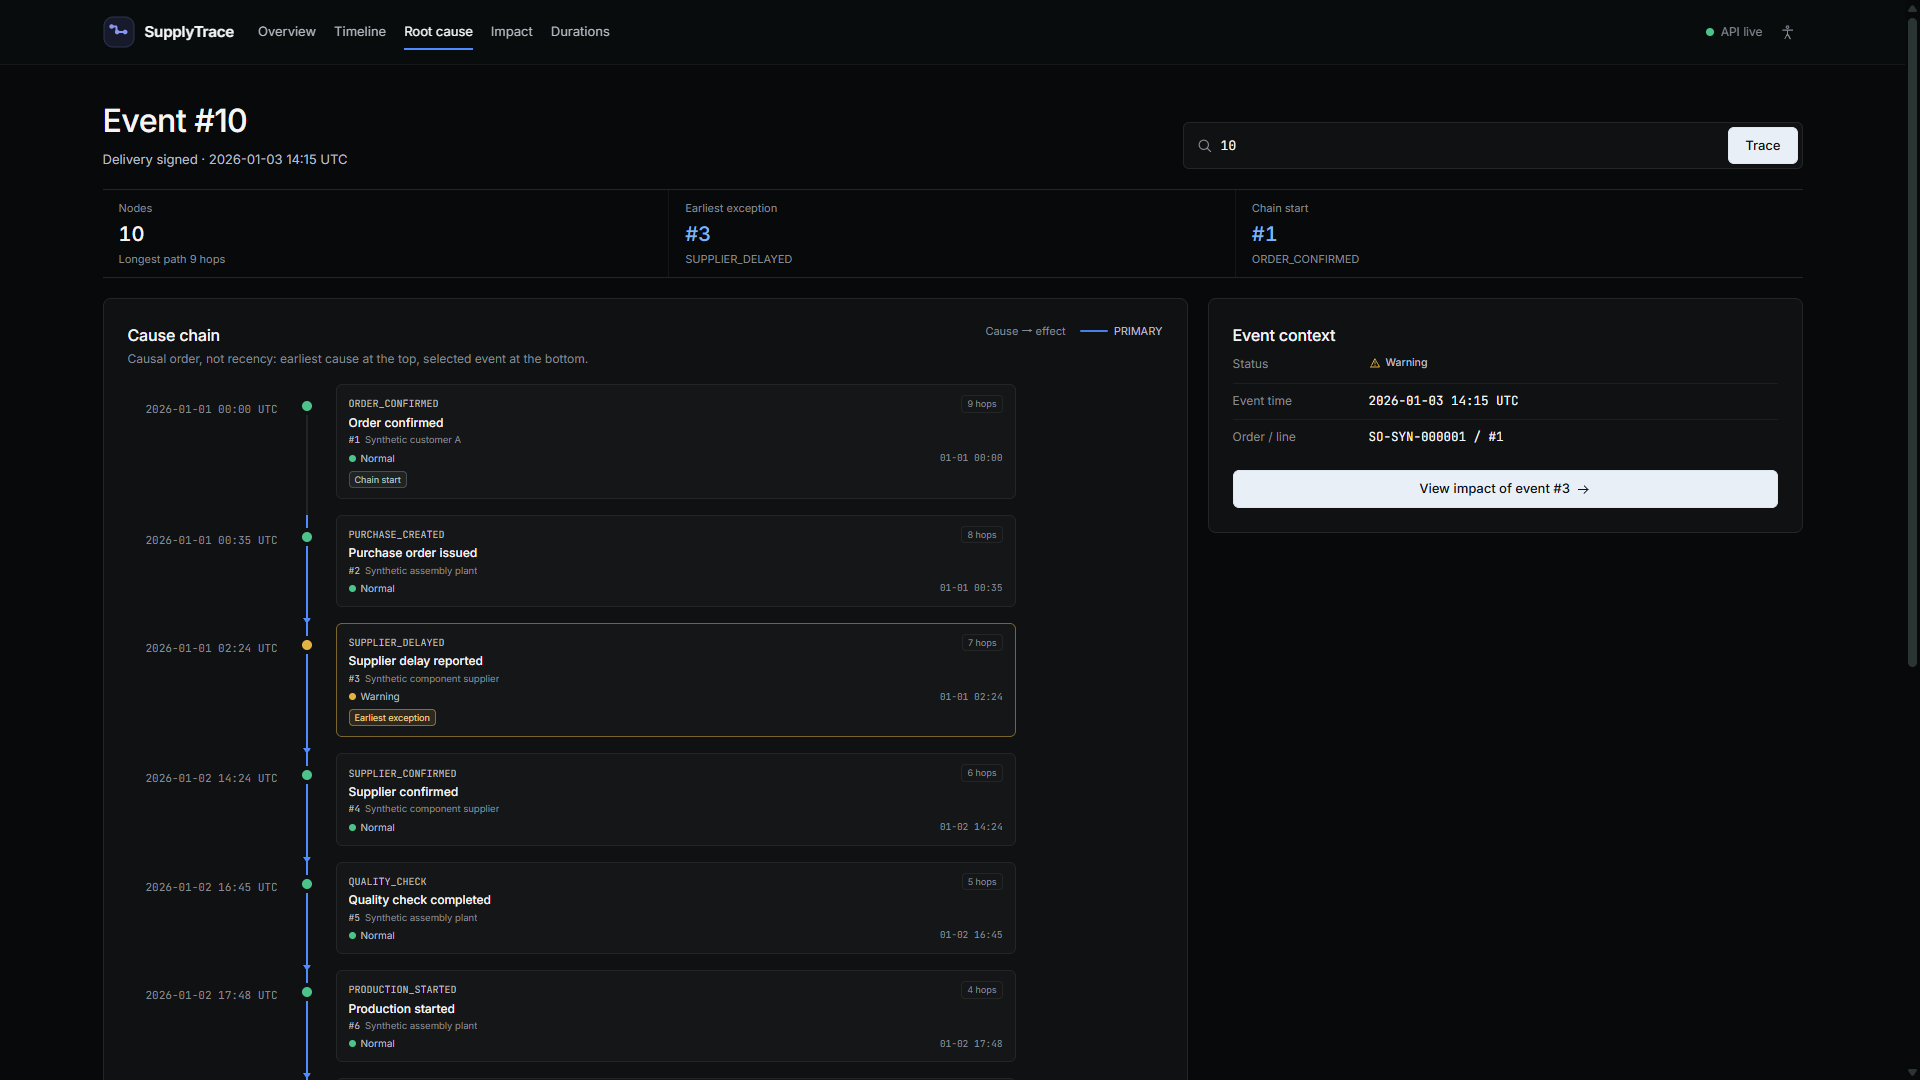 SupplyTrace Overview Timeline Root cause Impact Durations API live
Event #10
Delivery signed · 2026-01-03 14:15 UTC
10 Trace
Nodes
10
Longest path 9 hops
Earliest exception
#3
SUPPLIER_DELAYED
Chain start
#1
ORDER_CONFIRMED
Cause chain
Cause → effect PRIMARY
Causal order, not recency: earliest cause at the top, selected event at the bottom.
2026-01-01 00:00 UTC
ORDER_CONFIRMED 9 hops
Order confirmed
#1 Synthetic customer A
Normal 01-01 00:00
Chain start
2026-01-01 00:35 UTC
PURCHASE_CREATED 8 hops
Purchase order issued
#2 Synthetic assembly plant
Normal 01-01 00:35
2026-01-01 02:24 UTC
SUPPLIER_DELAYED 7 hops
Supplier delay reported
#3 Synthetic component supplier
Warning 01-01 02:24
Earliest exception
2026-01-02 14:24 UTC
SUPPLIER_CONFIRMED 6 hops
Supplier confirmed
#4 Synthetic component supplier
Normal 01-02 14:24
2026-01-02 16:45 UTC
QUALITY_CHECK 5 hops
Quality check completed
#5 Synthetic assembly plant
Normal 01-02 16:45
2026-01-02 17:48 UTC
PRODUCTION_STARTED 4 hops
Production started
#6 Synthetic assembly plant
Normal 01-02 17:48
Event context
Status Warning
Event time 2026-01-03 14:15 UTC
Order / line SO-SYN-000001 / #1
View impact of event #3 →